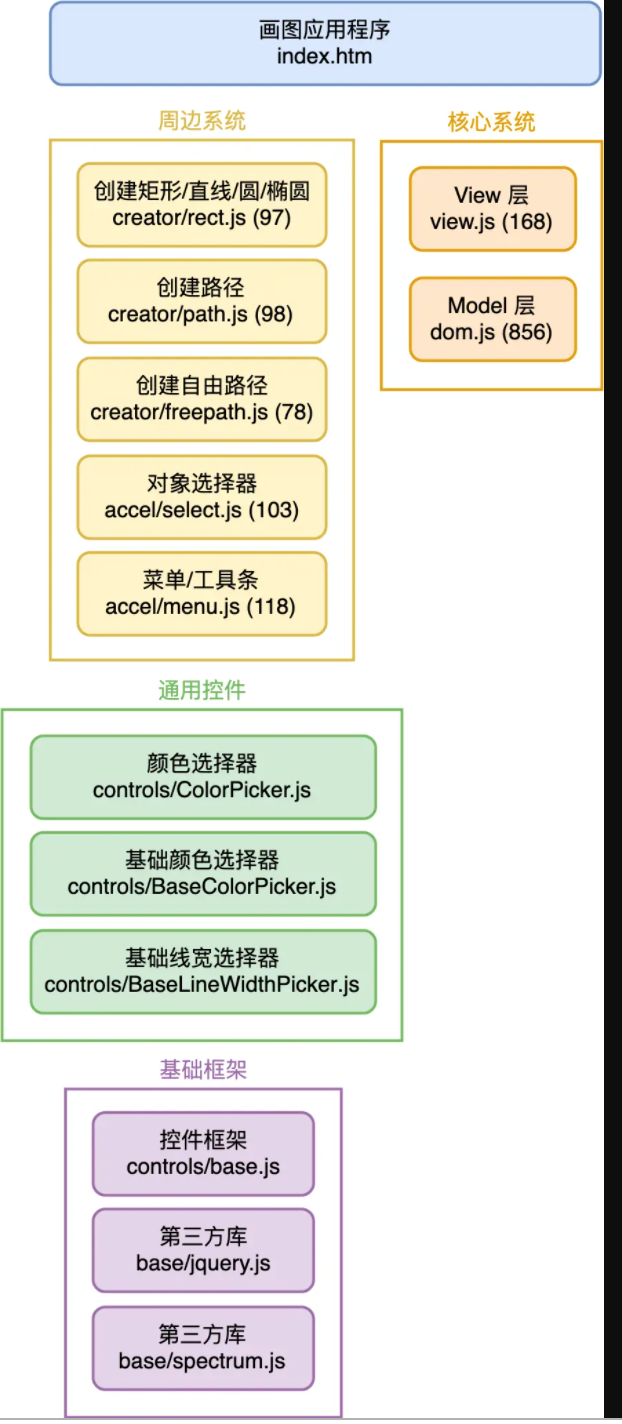 画图应用程序
index.htm
周边系统
创建矩形/直线/圆/椭圆
creator/rect.js (97)
创建路径
creator/path.js (98)
创建自由路径
creator/freepath.js (78)
对象选择器
accel/select.js (103)
菜单/工具条
accel/menu.js (118)
核心系统
View 层
view.js (168)
Model 层
dom.js (856)
通用控件
颜色选择器
controls/ColorPicker.js
基础颜色选择器
controls/BaseColorPicker.js
基础线宽选择器
controls/BaseLineWidthPicker.js
基础框架
控件框架
controls/base.js
第三方库
base/jquery.js
第三方库
base/spectrum.js